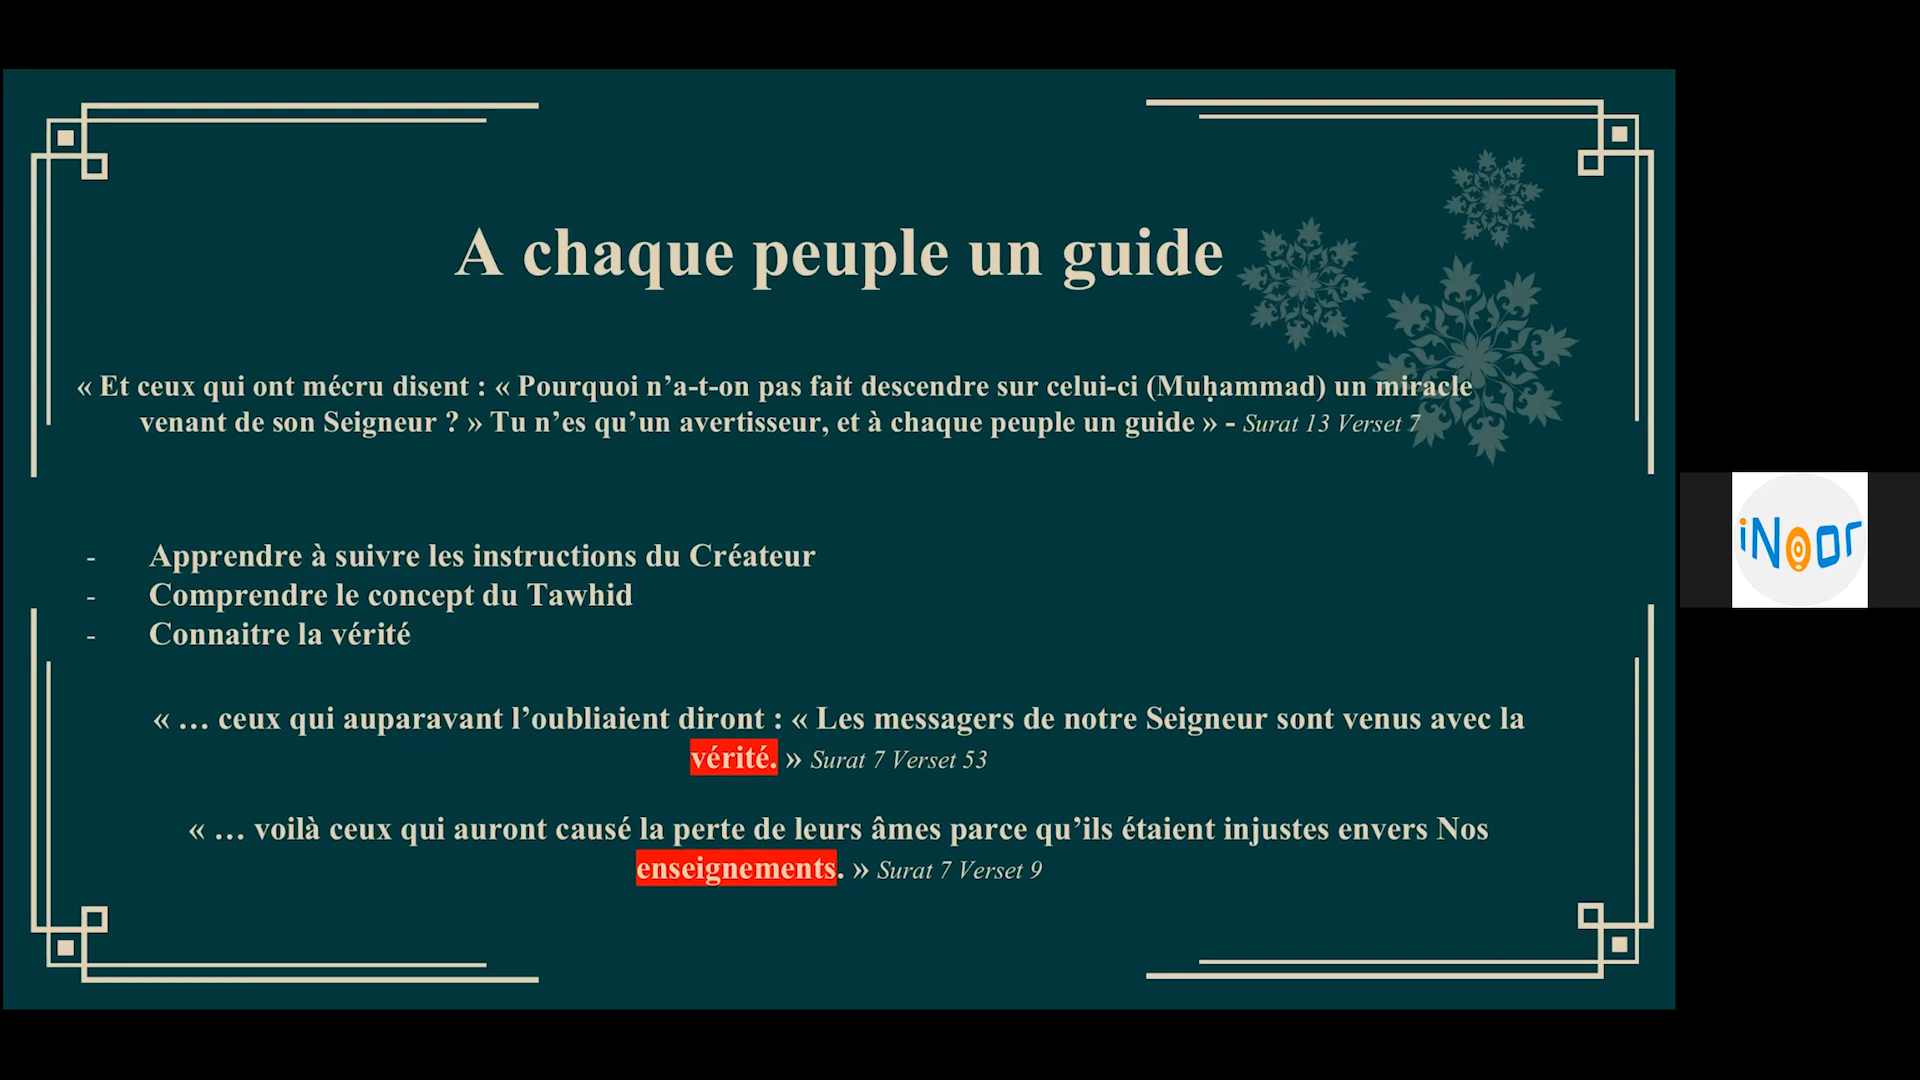 A chaque peuple un guide
« Et ceux qui ont mécru disent : « Pourquoi n’a-t-on pas fait descendre sur celui-ci (Muḥammad) un miracle
venant de son Seigneur ? » Tu n’es qu’un avertisseur, et à chaque peuple un guide » - Surat 13 Verset 7
- Apprendre à suivre les instructions du Créateur
- Comprendre le concept du Tawhid
- Connaitre la vérité
« … ceux qui auparavant l’oubliaient diront : « Les messagers de notre Seigneur sont venus avec la
vérité. » Surat 7 Verset 53
« … voilà ceux qui auront causé la perte de leurs âmes parce qu’ils étaient injustes envers Nos
enseignements. » Surat 7 Verset 9
iNoor